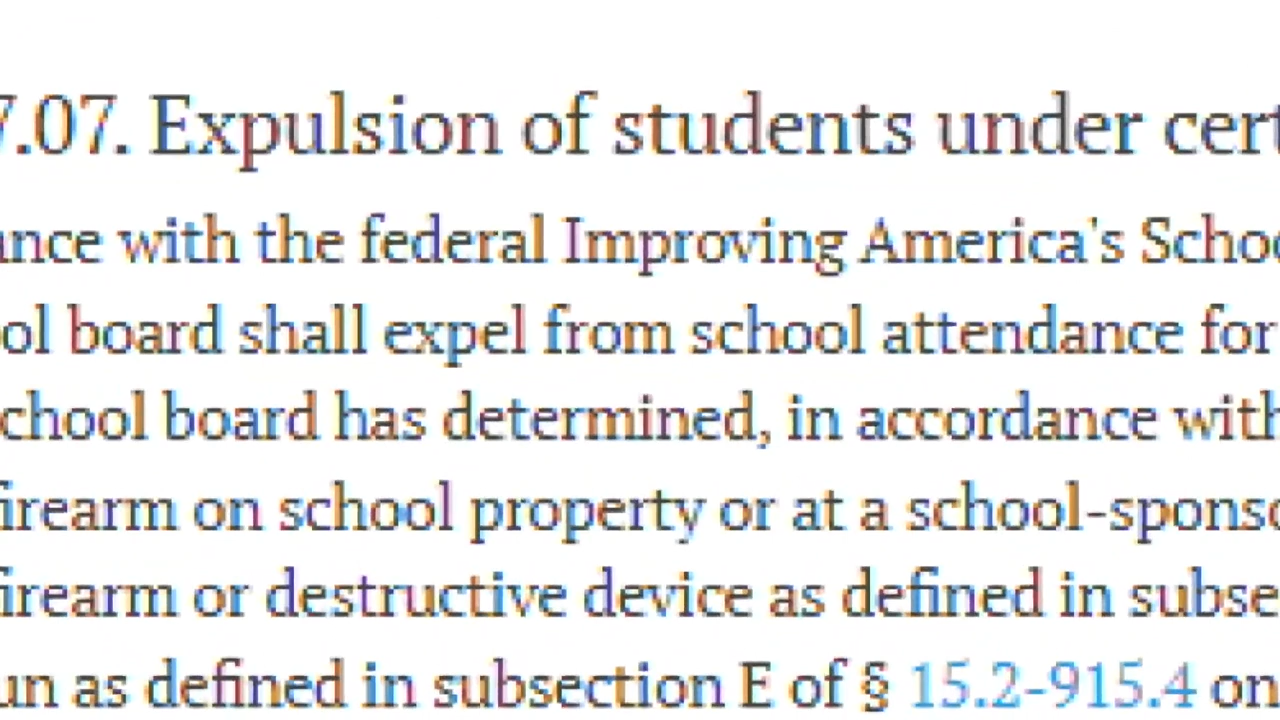 7.07. Expulsion of students under cert
ance with the federal Improving America's Schoo
ol board shall expel from school attendance for
chool board has determined, in accordance with
irearm on school property or at a school-sponso
irearm or destructive device as defined in subse
un as defined in subsection E of § 15.2-915.4 on